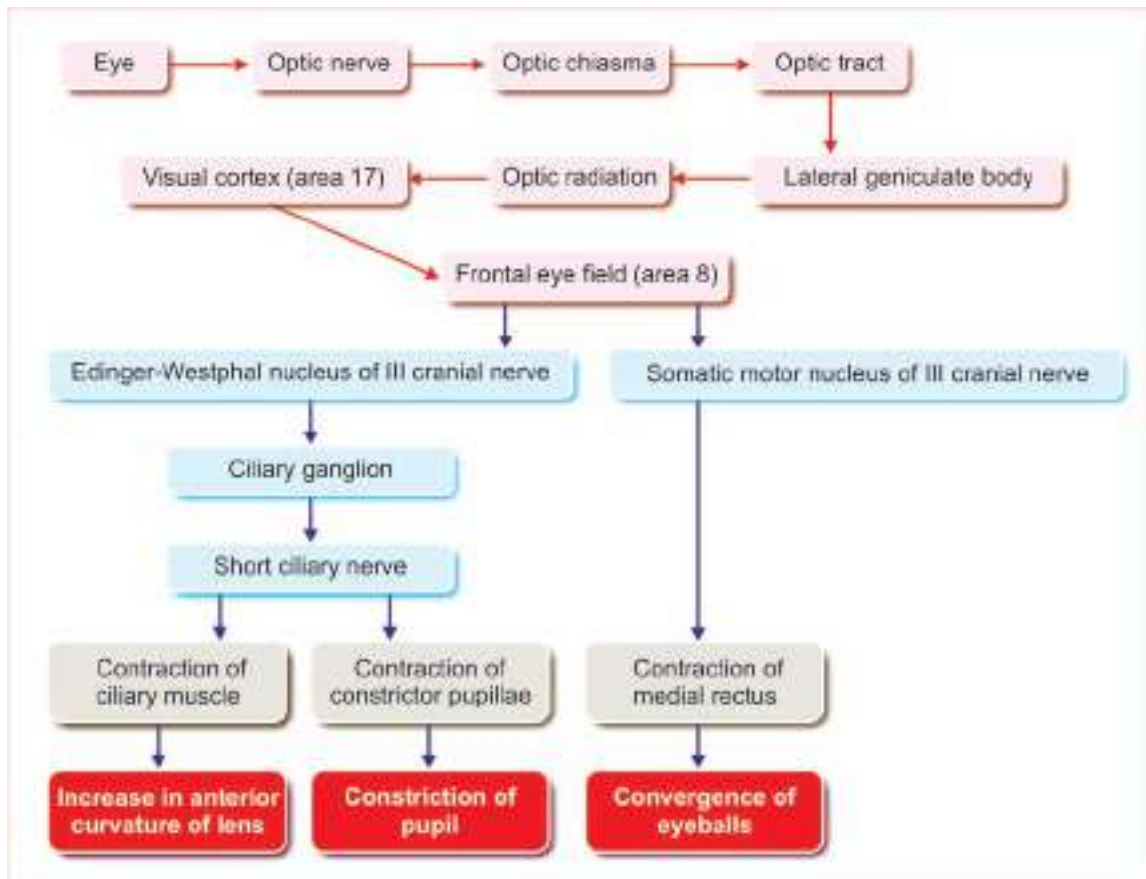 Eye
Optic nerve
Optic chiasma
Optic tract
Visual cortex (area 17)
Optic radiation
Lateral geniculate body
Frontal eye field (area 8)
Edinger-Westphal nucleus of III cranial nerve
Somatic motor nucleus of III cranial nerve
Ciliary ganglion
Short ciliary nerve
Contraction of
ciliary muscle
Contraction of
constrictor pupillae
Contraction of
medial rectus
Increase in anterior
curvature of lens
Constriction of
pupil
Convergence of
eyeballs